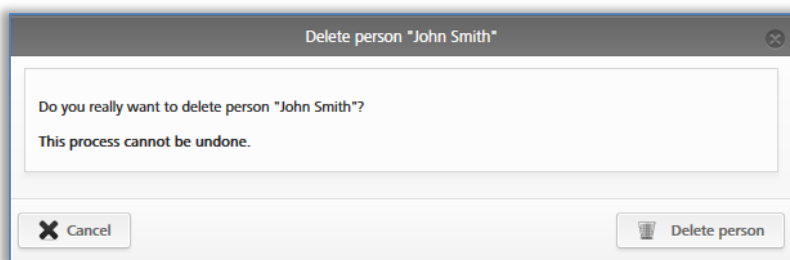 Delete person "John Smith"
Do you really want to delete person "John Smith"?
This process cannot be undone.
Cancel
Delete person